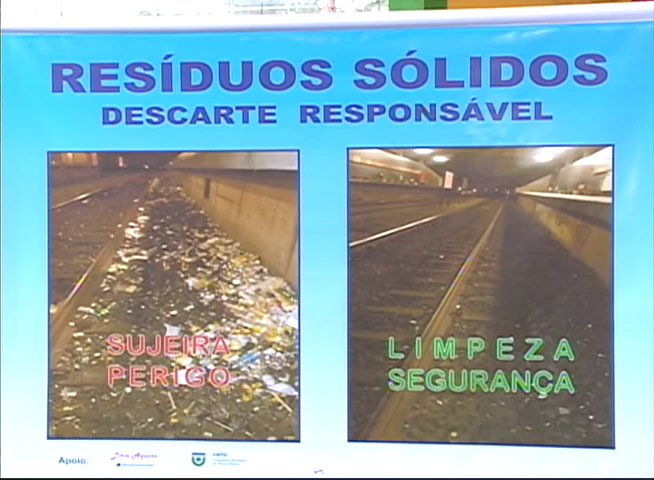 RESÍDUOS SÓLIDOS
DESCARTE RESPONSÁVEL
SUJEIRA
PERIGO
LIMPEZA
SEGURANÇA
Apoio: